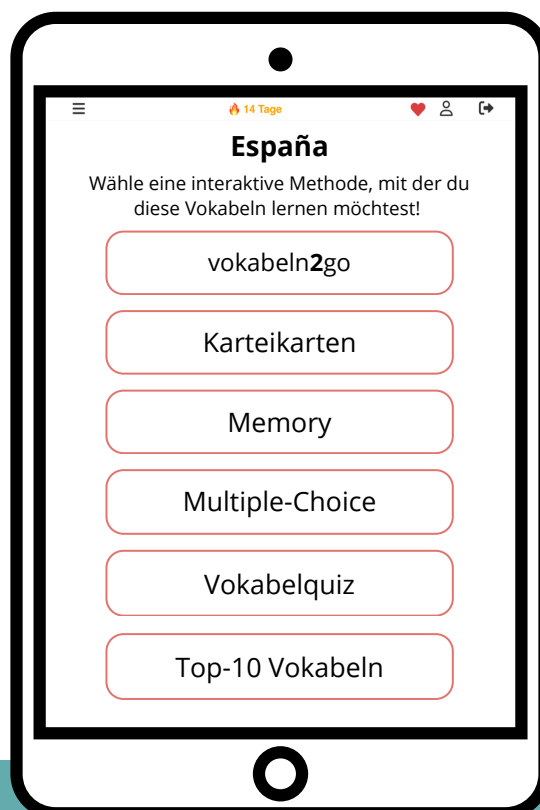 14 Tage
España
Wähle eine interaktive Methode, mit der du
diese Vokabeln lernen möchtest!
vokabeln2go
Karteikarten
Memory
Multiple-Choice
Vokabelquiz
Top-10 Vokabeln